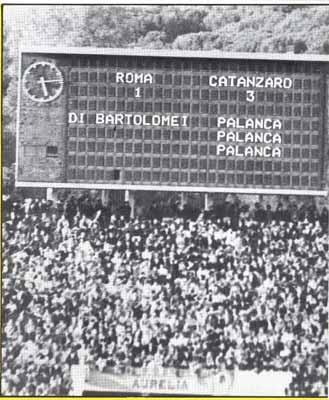 ROMA CATANZARO
1 3
DI BARTOLOMEI PALANCA
PALANCA
PALANCA
AURELIA